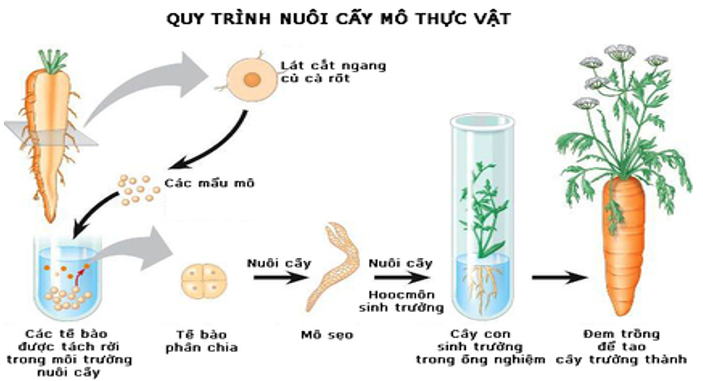 QUY TRÌNH NUÔI CẤY MÔ THỰC VẬT
Lát cắt ngang
củ cà rốt
Các mẩu mô
Các tế bào
được tách rời
trong môi trường
nuôi cấy
Tế bào
phân chia
Nuôi cấy
Mô sẹo
Nuôi cấy
Hoocmôn
sinh trưởng
Cây con
sinh trưởng
trong ống nghiệm
Đem trồng
để tao
cây trưởng thành